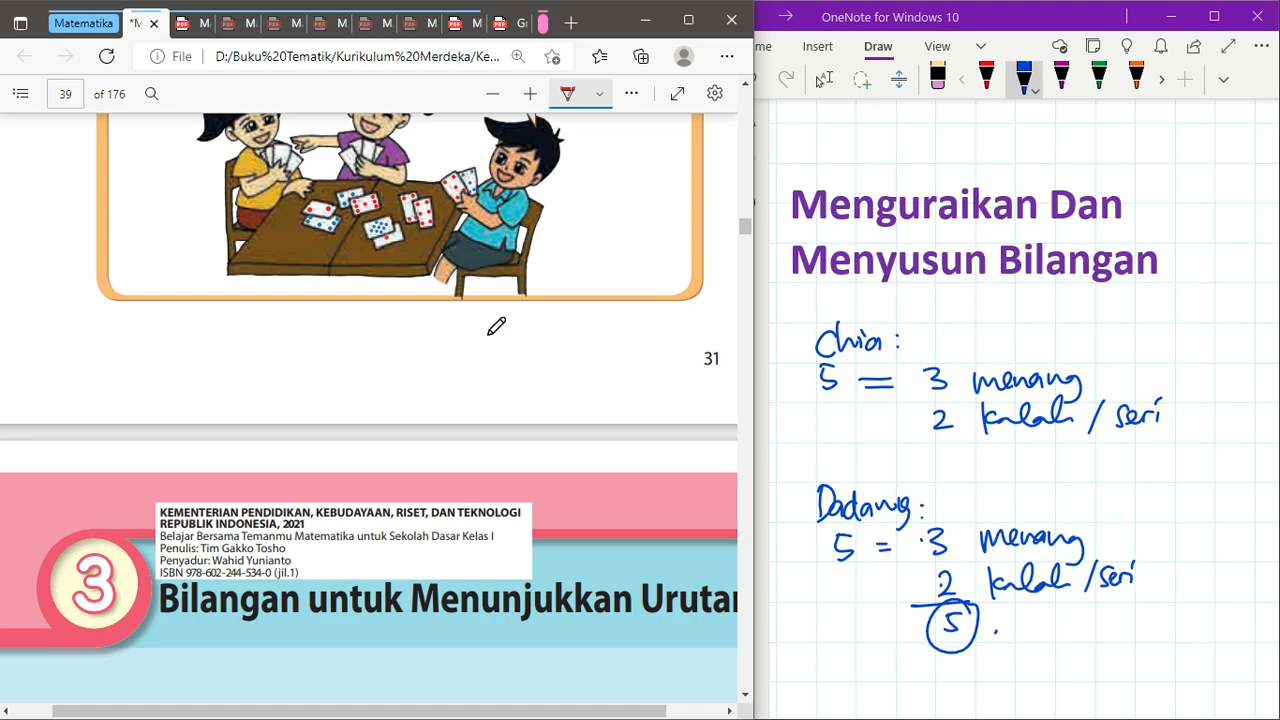 Matematika
*M
Gr
File
D:/Buku%20Tematik/Kurikulum%20Merdeka/Ke...
39 of 176
31
KEMENTERIAN PENDIDIKAN, KEBUDAYAAN, RISET, DAN TEKNOLOGI
REPUBLIK INDONESIA, 2021
Belajar Bersama Temanmu Matematika untuk Sekolah Dasar Kelas I
Penulis: Tim Gakko Tosho
Penyadur: Wahid Yunianto
ISBN 978-602-244-534-0 (jil.1)
3
Bilangan untuk Menunjukkan Uruta
OneNote for Windows 10
me Insert Draw View
Menguraikan Dan
Menyusun Bilangan
Chia :
5 = 3 menang
2 kalah / seri
Dadang :
5 = 3 menang
2 kalah / seri
5